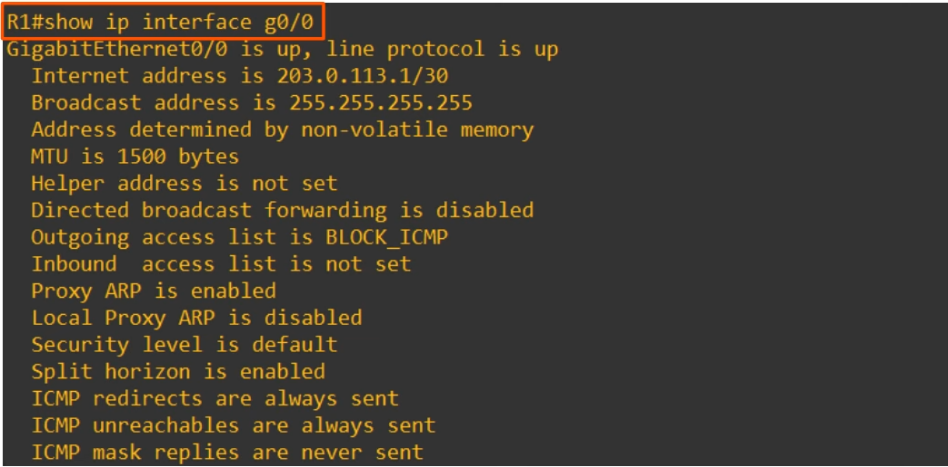 R1#show ip interface g0/0
GigabitEthernet0/0 is up, line protocol is up
  Internet address is 203.0.113.1/30
  Broadcast address is 255.255.255.255
  Address determined by non-volatile memory
  MTU is 1500 bytes
  Helper address is not set
  Directed broadcast forwarding is disabled
  Outgoing access list is BLOCK_ICMP
  Inbound  access list is not set
  Proxy ARP is enabled
  Local Proxy ARP is disabled
  Security level is default
  Split horizon is enabled
  ICMP redirects are always sent
  ICMP unreachables are always sent
  ICMP mask replies are never sent